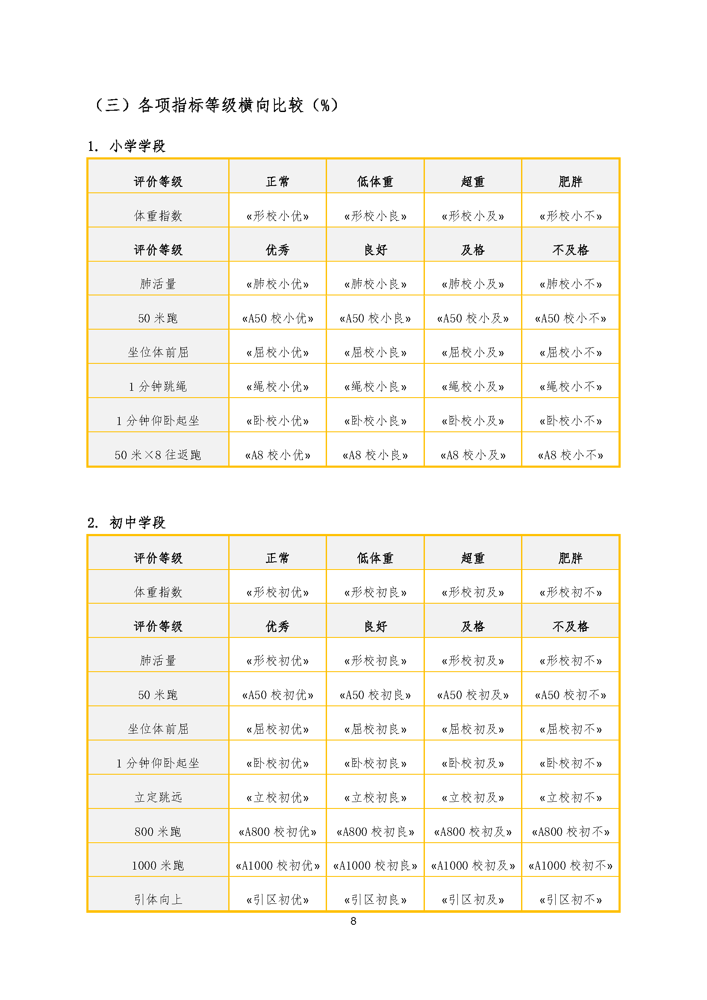 （三）各项指标等级横向比较（%）
1. 小学学段
评价等级 正常 低体重 超重 肥胖
体重指数 «形校小优» «形校小良» «形校小及» «形校小不»
评价等级 优秀 良好 及格 不及格
肺活量 «肺校小优» «肺校小良» «肺校小及» «肺校小不»
50 米跑 «A50 校小优» «A50 校小良» «A50 校小及» «A50 校小不»
坐位体前屈 «屈校小优» «屈校小良» «屈校小及» «屈校小不»
1 分钟跳绳 «绳校小优» «绳校小良» «绳校小及» «绳校小不»
1 分钟仰卧起坐 «卧校小优» «卧校小良» «卧校小及» «卧校小不»
50 米×8 往返跑 «A8 校小优» «A8 校小良» «A8 校小及» «A8 校小不»
2. 初中学段
评价等级 正常 低体重 超重 肥胖
体重指数 «形校初优» «形校初良» «形校初及» «形校初不»
评价等级 优秀 良好 及格 不及格
肺活量 «形校初优» «形校初良» «形校初及» «形校初不»
50 米跑 «A50 校初优» «A50 校初良» «A50 校初及» «A50 校初不»
坐位体前屈 «屈校初优» «屈校初良» «屈校初及» «屈校初不»
1 分钟仰卧起坐 «卧校初优» «卧校初良» «卧校初及» «卧校初不»
立定跳远 «立校初优» «立校初良» «立校初及» «立校初不»
800 米跑 «A800 校初优» «A800 校初良» «A800 校初及» «A800 校初不»
1000 米跑 «A1000 校初优» «A1000 校初良» «A1000 校初及» «A1000 校初不»
引体向上 «引区初优» «引区初良» «引区初及» «引区初不»
8